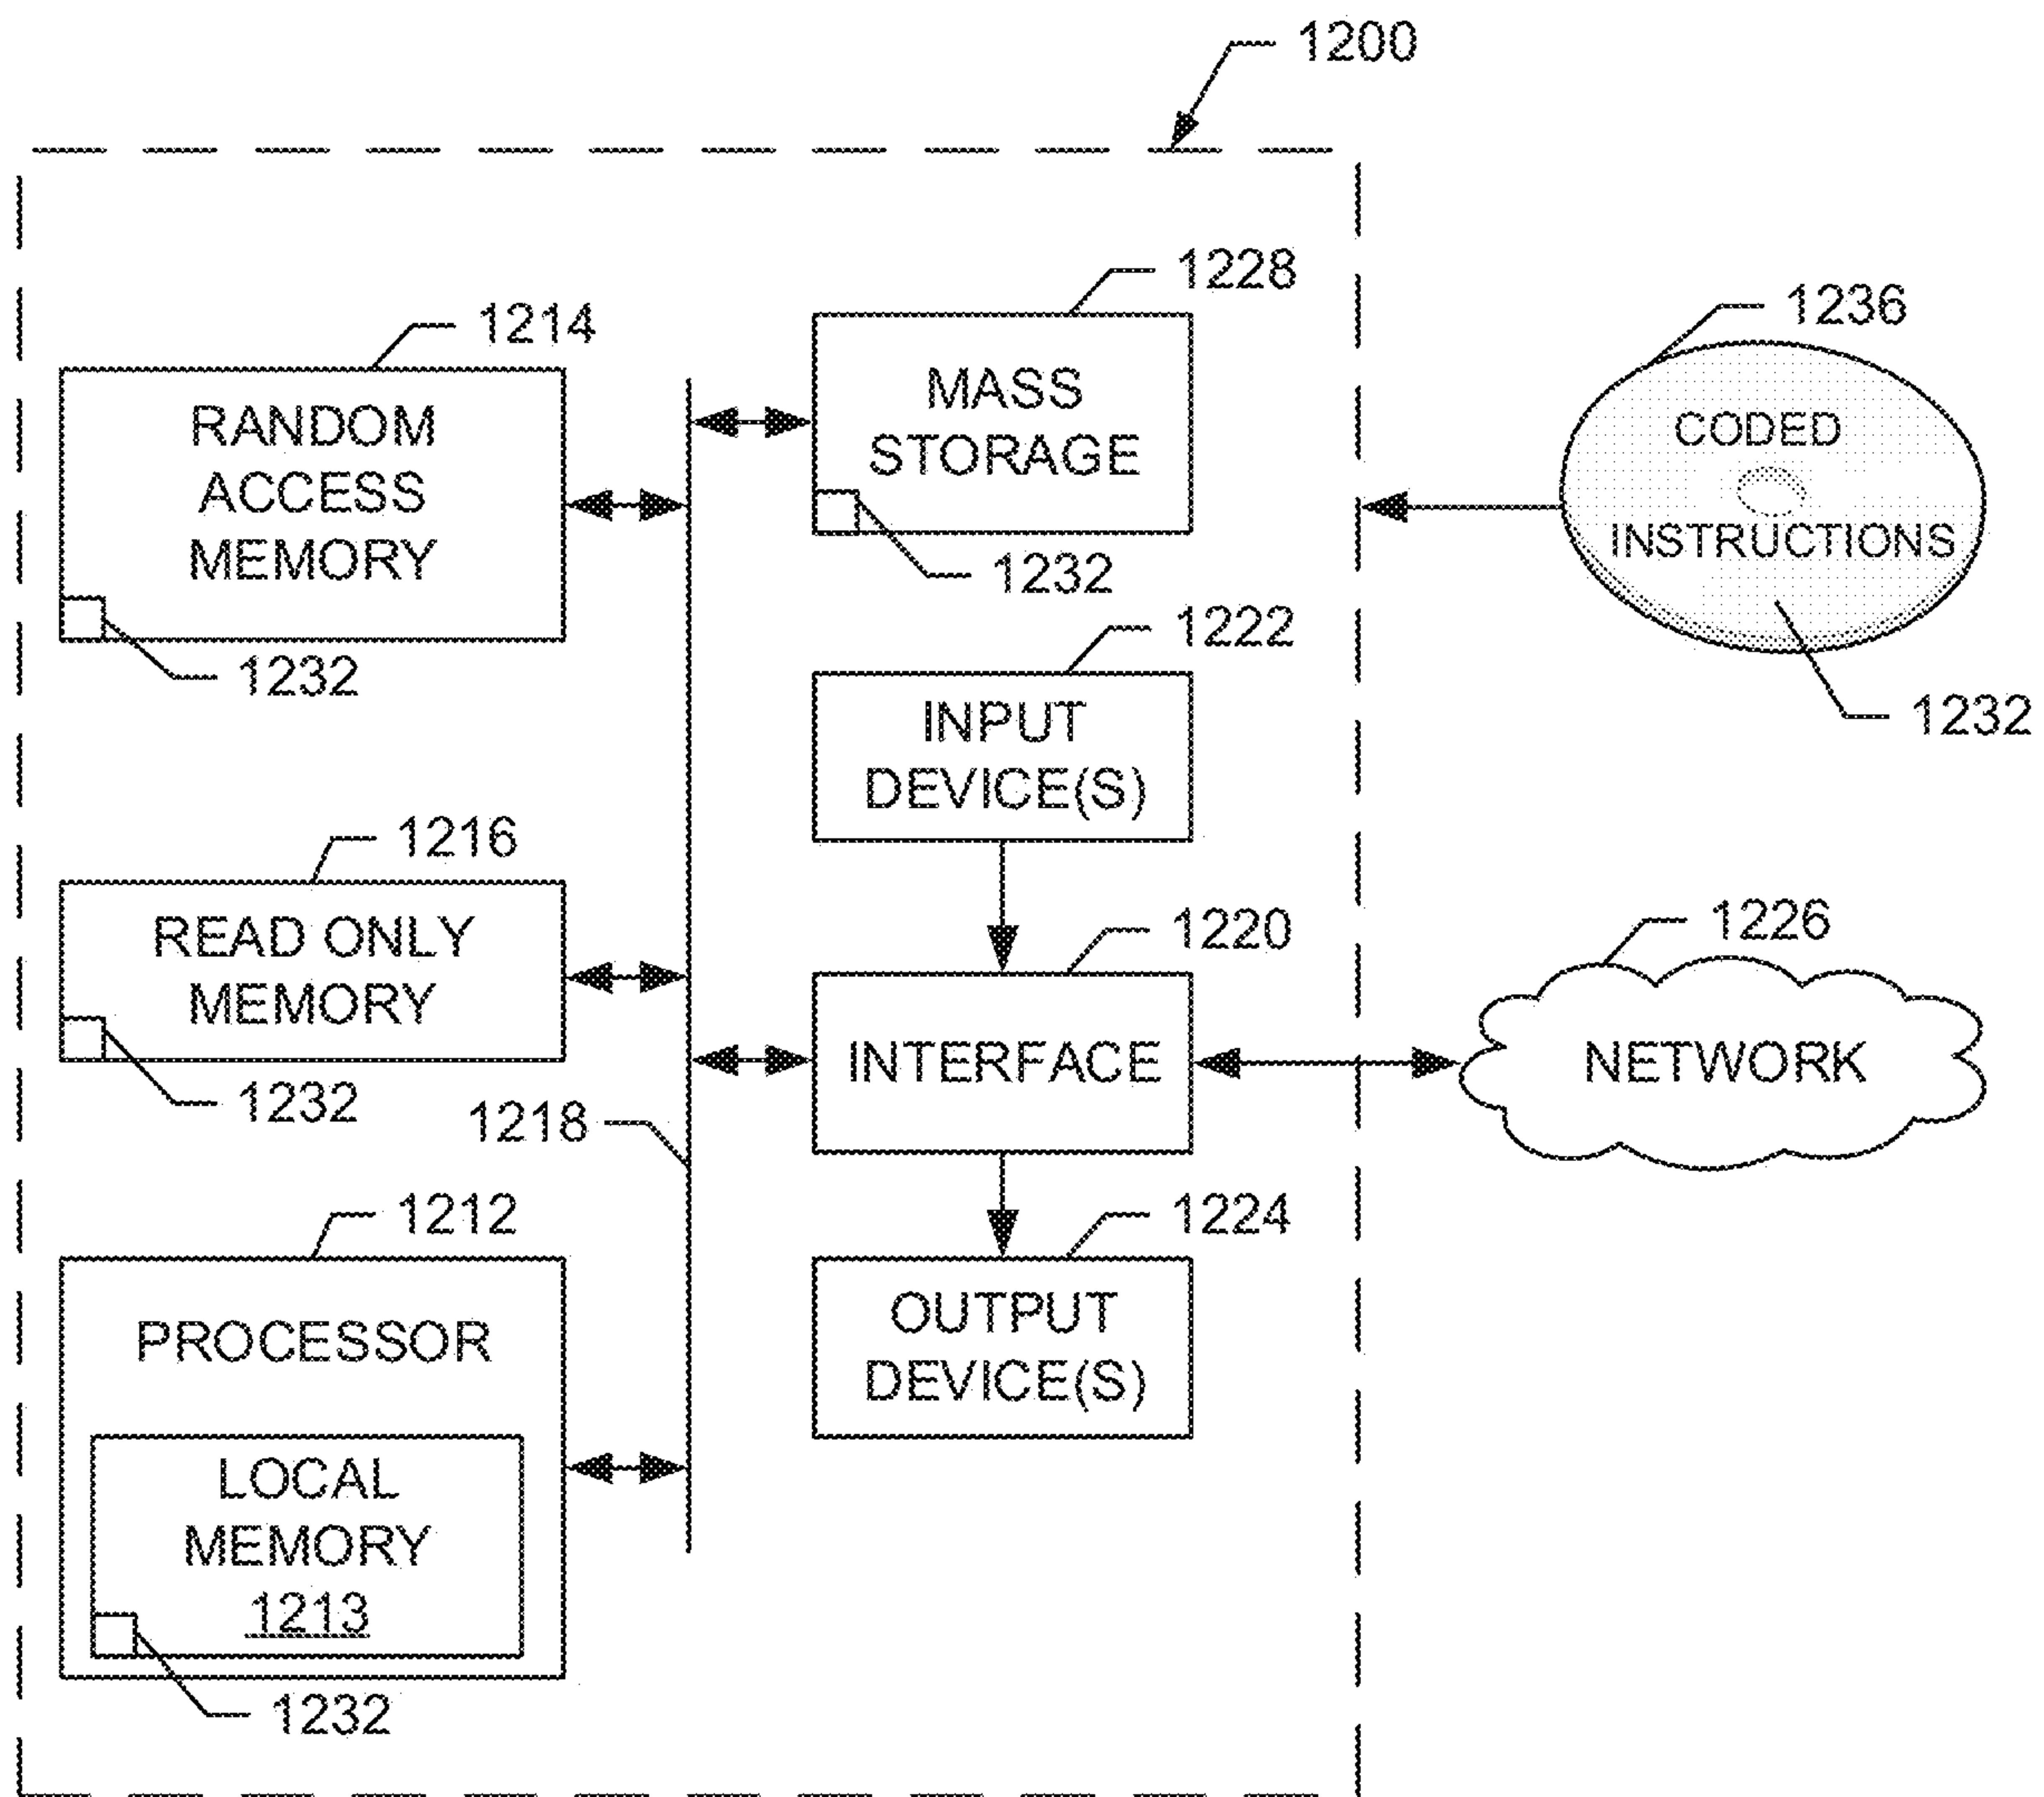 1200
1228
MASS
STORAGE
1232
1214
RANDOM
ACCESS
MEMORY
1232
1236
CODED
INSTRUCTIONS
1232
1222
INPUT
DEVICE(S)
1216
READ ONLY
MEMORY
1232
1220
INTERFACE
1226
NETWORK
1218
1212
PROCESSOR
LOCAL
MEMORY
1213
1232
1224
OUTPUT
DEVICE(S)